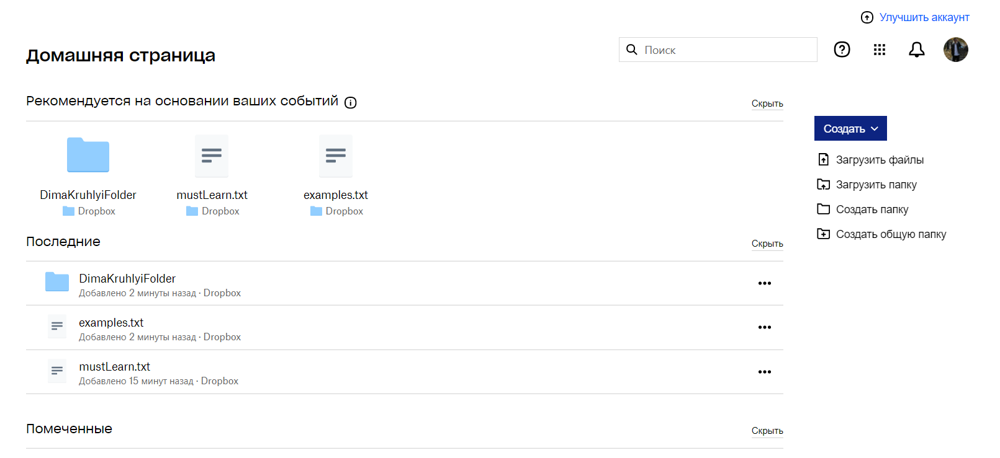 Улучшить аккаунт
Домашняя страница
Поиск
Рекомендуется на основании ваших событий
Скрыть
DimaKruhlyiFolder
Dropbox
mustLearn.txt
Dropbox
examples.txt
Dropbox
Последние
Скрыть
DimaKruhlyiFolder
Добавлено 2 минуты назад · Dropbox
examples.txt
Добавлено 2 минуты назад · Dropbox
mustLearn.txt
Добавлено 15 минут назад · Dropbox
Помеченные
Скрыть
Создать
Загрузить файлы
Загрузить папку
Создать папку
Создать общую папку